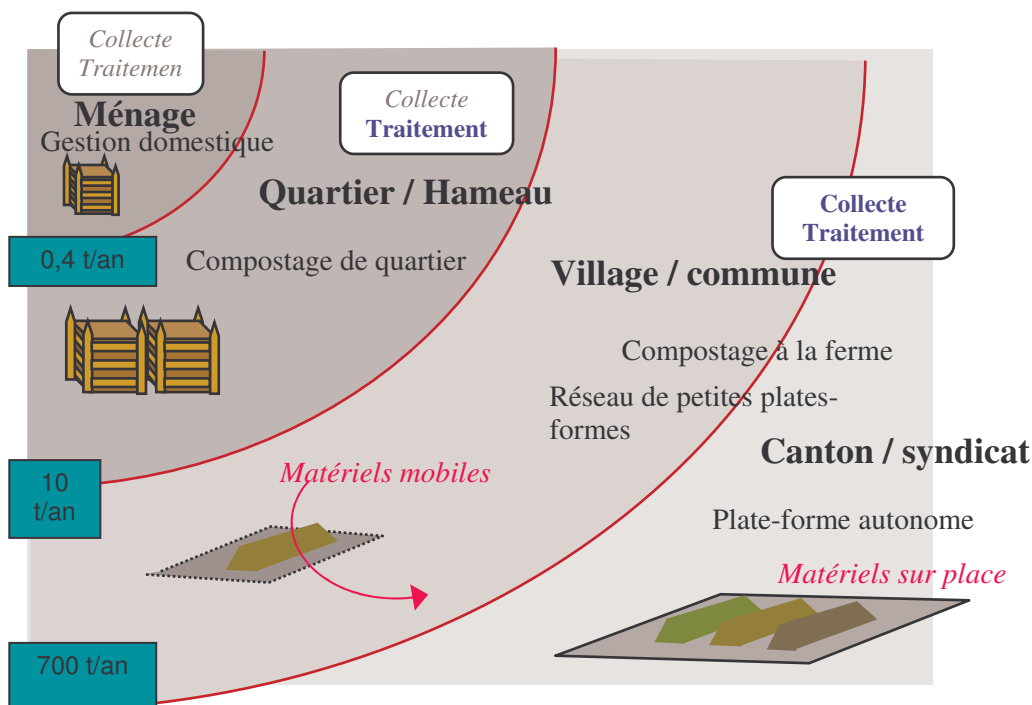 Collecte
Traitemen
Ménage
Gestion domestique
Collecte
Traitement
Quartier / Hameau
Collecte
Traitement
0,4 t/an
Compostage de quartier
Village / commune
Compostage à la ferme
Réseau de petites plates-
formes
Canton / syndicat
10
t/an
Matériels mobiles
Plate-forme autonome
Matériels sur place
700 t/an